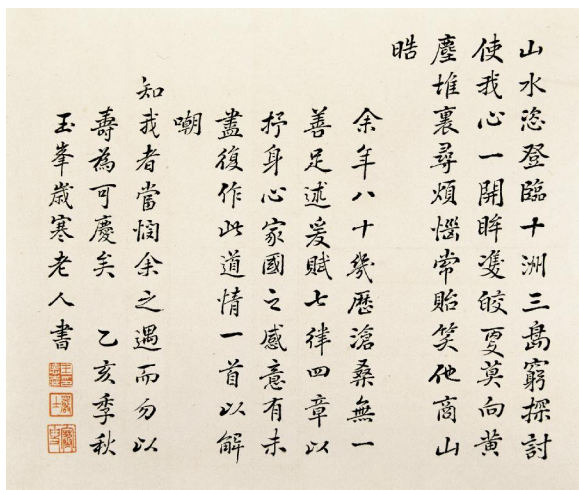 山水恣登臨十洲三島窮探討
使我心一開眸雙皎更莫向黄
塵堆裏尋煩惱常貽笑他商山
皓
余年八十幾歷滄桑無一
善足述爰賦七律四章以
抒身心家國之感意有未
盡復作此道情一首以解
嘲
知我者當憫余之遇而勿以
壽為可慶矣 乙亥季秋
玉峯歲寒老人書